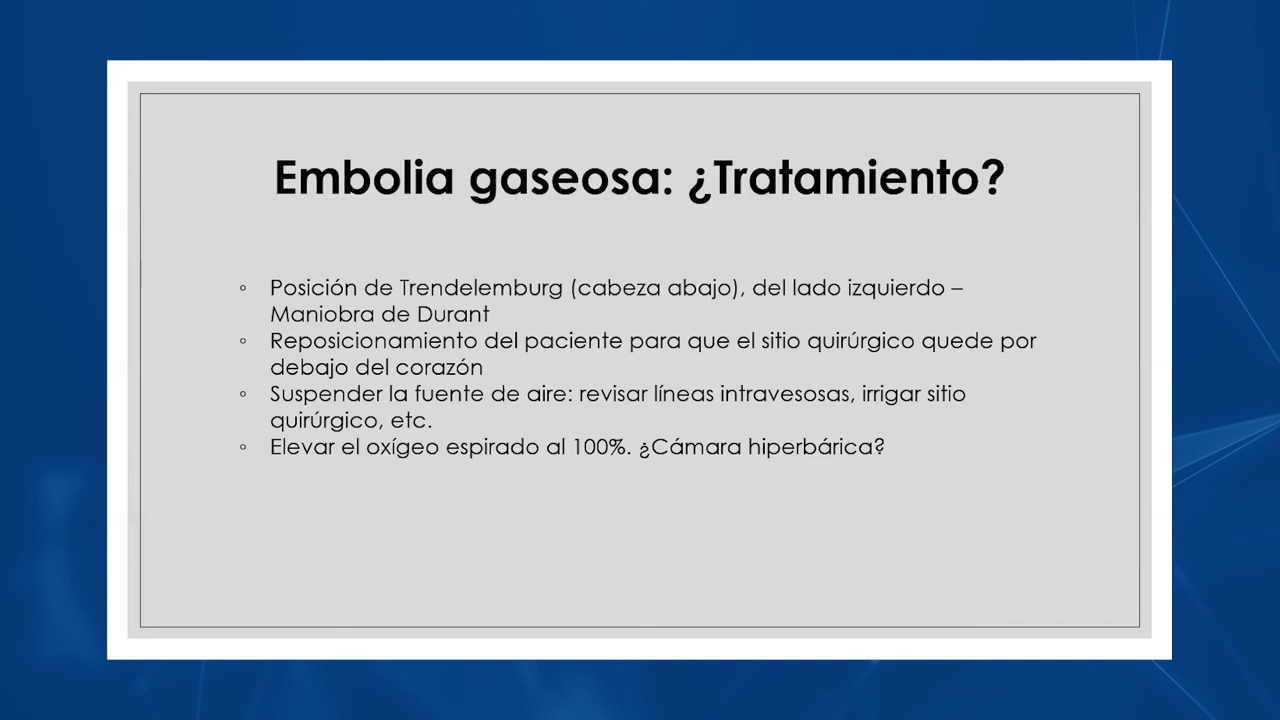 Embolia gaseosa: ¿Tratamiento?
◦ Posición de Trendelemburg (cabeza abajo), del lado izquierdo –
Maniobra de Durant
◦ Reposicionamiento del paciente para que el sitio quirúrgico quede por
debajo del corazón
◦ Suspender la fuente de aire: revisar líneas intravesosas, irrigar sitio
quirúrgico, etc.
◦ Elevar el oxígeo espirado al 100%. ¿Cámara hiperbárica?